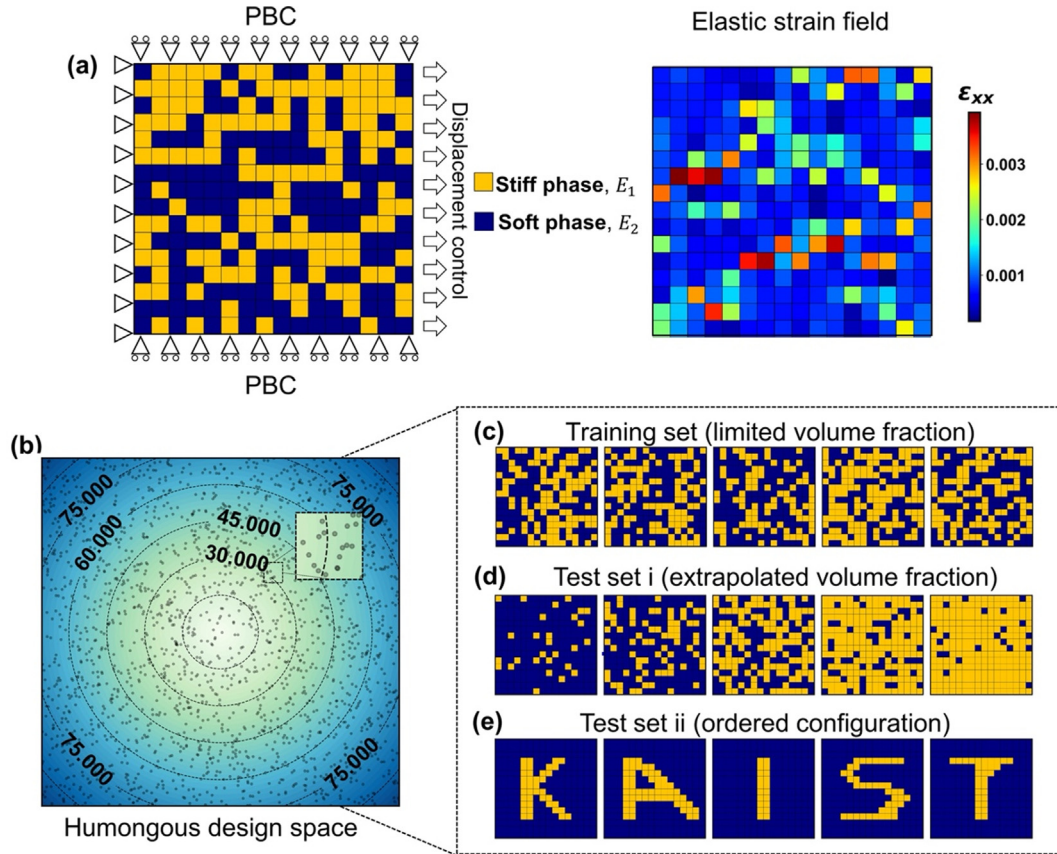 PBC
Elastic strain field
(a)
Displacement control
Stiff phase, E₁
Soft phase, E₂
PBC
εxx
0.003
0.002
0.001
(b)
75.000
75.000
60.000
45.000
30.000
75.000
75.000
Humongous design space
(c)
Training set (limited volume fraction)
(d)
Test set i (extrapolated volume fraction)
(e)
Test set ii (ordered configuration)
K A I S T